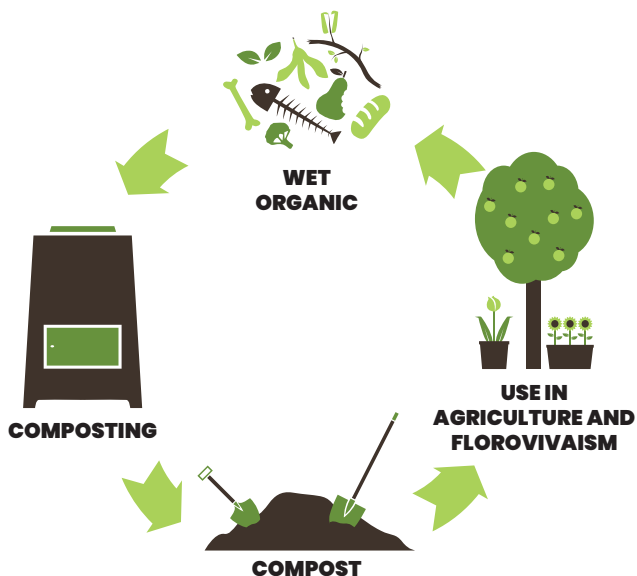 WET
ORGANIC
COMPOSTING
USE IN
AGRICULTURE AND
FLOROVIVAISM
COMPOST